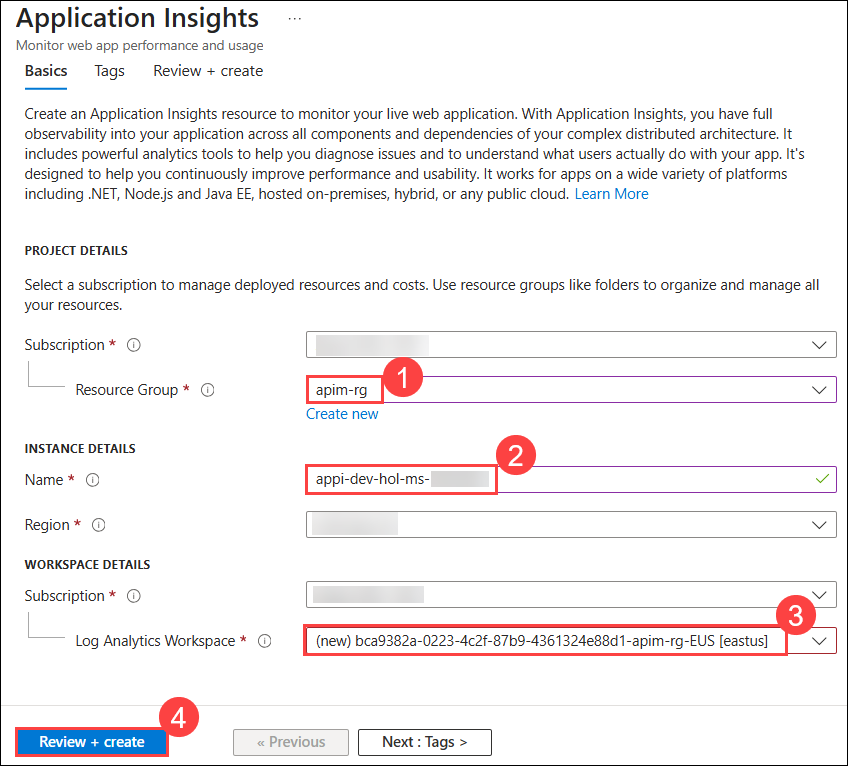 Application Insights ...
Monitor web app performance and usage
Basics Tags Review + create
Create an Application Insights resource to monitor your live web application. With Application Insights, you have full
observability into your application across all components and dependencies of your complex distributed architecture. It
includes powerful analytics tools to help you diagnose issues and to understand what users actually do with your app. It's
designed to help you continuously improve performance and usability. It works for apps on a wide variety of platforms
including .NET, Node.js and Java EE, hosted on-premises, hybrid, or any public cloud. Learn More
PROJECT DETAILS
Select a subscription to manage deployed resources and costs. Use resource groups like folders to organize and manage all
your resources.
Subscription *
1
Resource Group * apim-rg
Create new
INSTANCE DETAILS
2
Name * appi-dev-hol-ms-
Region *
WORKSPACE DETAILS
Subscription *
3
Log Analytics Workspace * (new) bca9382a-0223-4c2f-87b9-4361324e88d1-apim-rg-EUS [eastus]
4
Review + create « Previous Next : Tags >